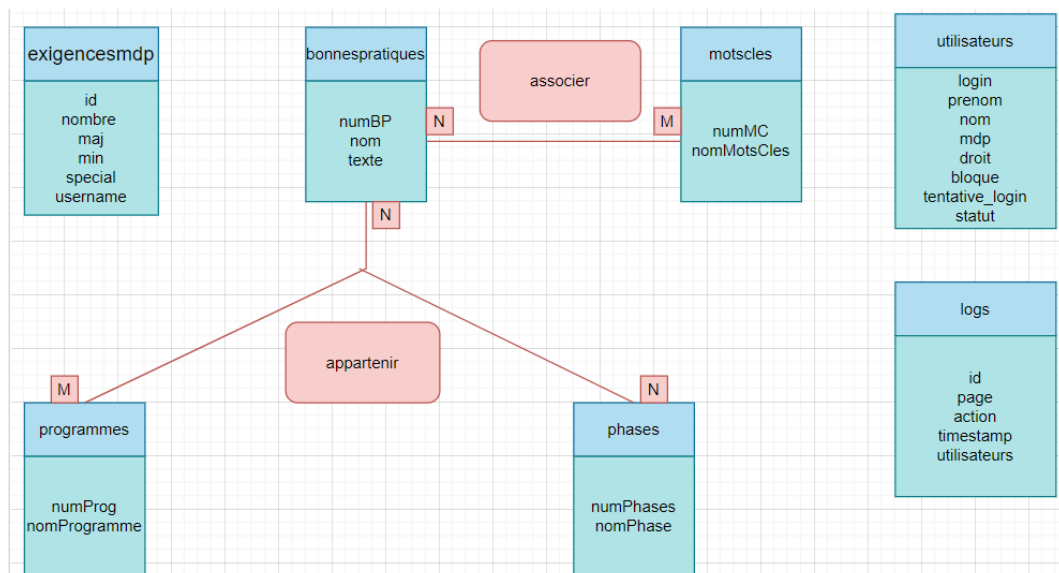 exigencesmdp
id
nombre
maj
min
special
username
bonnespratiques
numBP
nom
texte
N
N
associer
M
motscles
numMC
nomMotsCles
utilisateurs
login
prenom
nom
mdp
droit
bloque
tentative_login
statut
appartenir
M
programmes
numProg
nomProgramme
N
phases
numPhases
nomPhase
logs
id
page
action
timestamp
utilisateurs